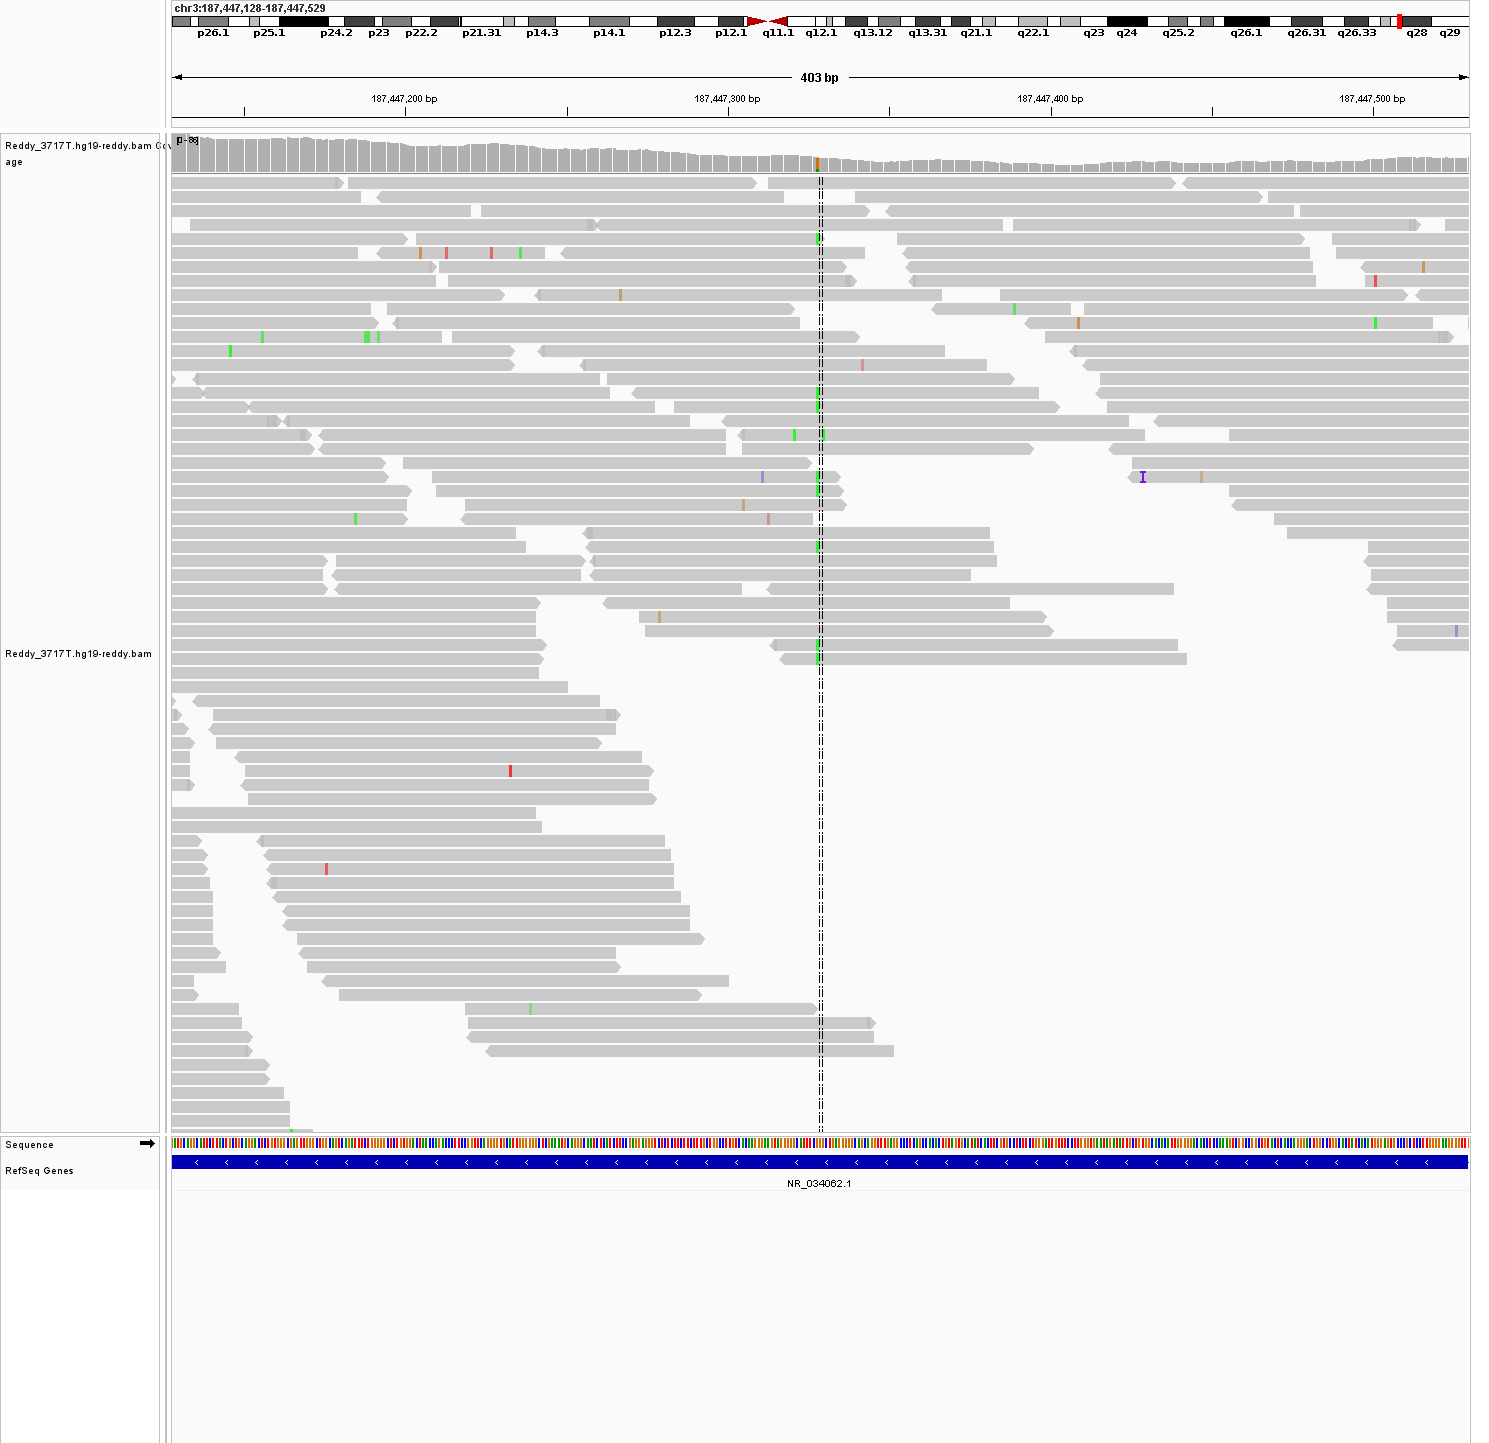 chr3:187,447,128-187,447,529
p26.1 p25.1 p24.2 p23 p22.2 p21.31 p14.3 p14.1 p12.3 p12.1 q11.1 q12.1 q13.12 q13.31 q21.1 q22.1 q23 q24 q25.2 q26.1 q26.31 q26.33 q28 q29
403 bp
187,447,200 bp 187,447,300 bp 187,447,400 bp 187,447,500 bp
Reddy_3717T.hg19-reddy.bam Cov
age
[0-86]
Reddy_3717T.hg19-reddy.bam
Sequence
RefSeq Genes
NR_034062.1